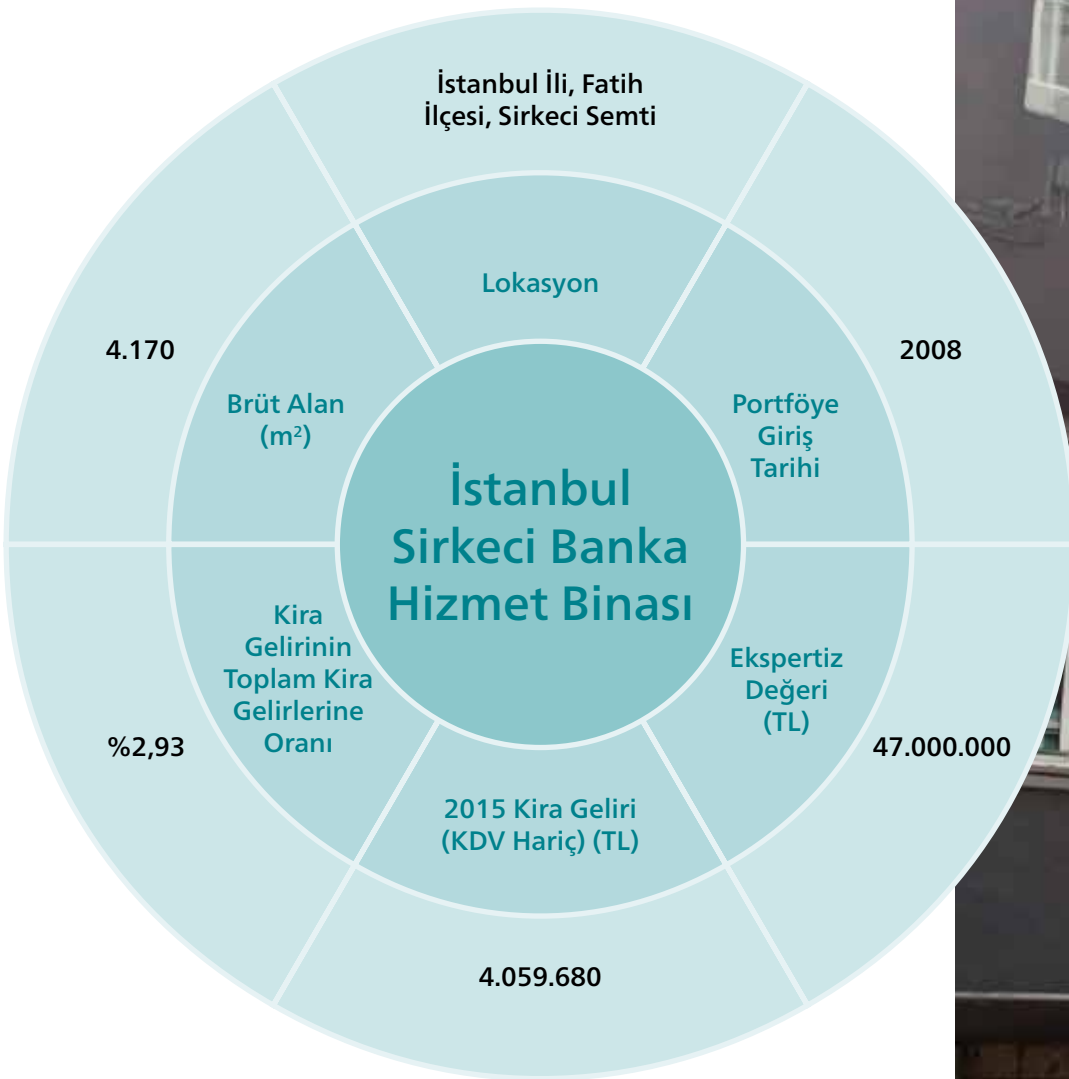 İstanbul İli, Fatih
İlçesi, Sirkeci Semti
Lokasyon
4.170
2008
Brüt Alan
(m²)
Portföye
Giriş
Tarihi
İstanbul
Sirkeci Banka
Hizmet Binası
Kira
Gelirinin
Toplam Kira
Gelirlerine
Oranı
Ekspertiz
Değeri
(TL)
%2,93
47.000.000
2015 Kira Geliri
(KDV Hariç) (TL)
4.059.680